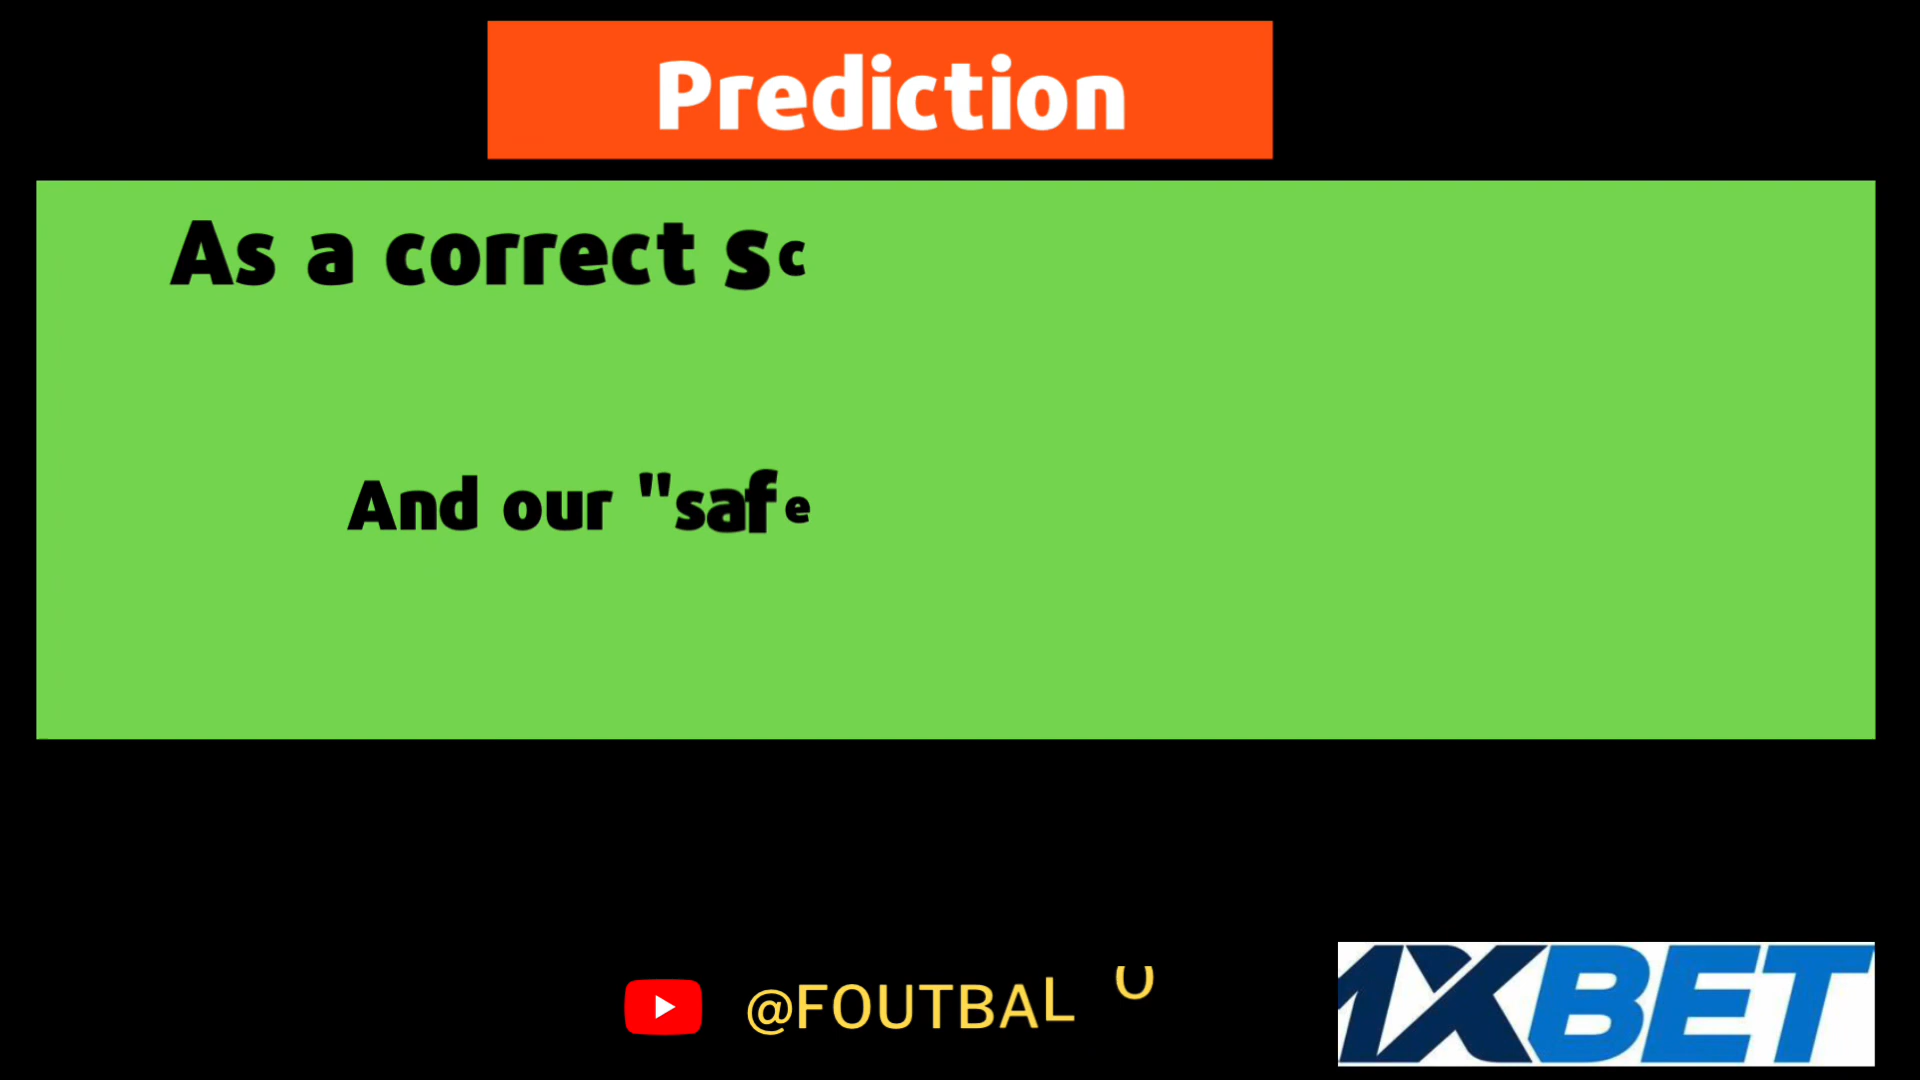 Prediction
As a correct sc
And our "safe
@FOUTBAL O
1XBET